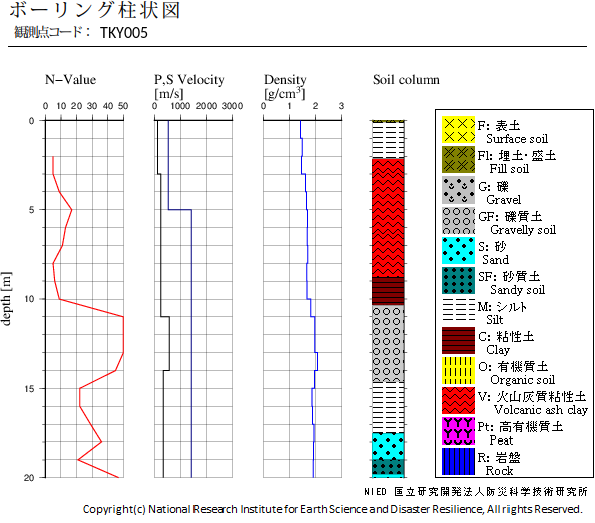 ボーリング柱状図
観測点コード： TKY005
N−Value
P,S Velocity
[m/s]
Density
[g/cm³]
Soil column
0 10 20 30 40 50
0 1000 2000 3000
0 1 2 3
depth [m]
0
5
10
15
20
F: 表土
Surface soil
Fl: 埋土・盛土
Fill soil
G: 礫
Gravel
GF: 礫質土
Gravelly soil
S: 砂
Sand
SF: 砂質土
Sandy soil
M: シルト
Silt
C: 粘性土
Clay
O: 有機質土
Organic soil
V: 火山灰質粘性土
Volcanic ash clay
Pt: 高有機質土
Peat
R: 岩盤
Rock
NIED 国立研究開発法人防災科学技術研究所
Copyright(c) National Research Institute for Earth Science and Disaster Resilience, All rights Reserved.